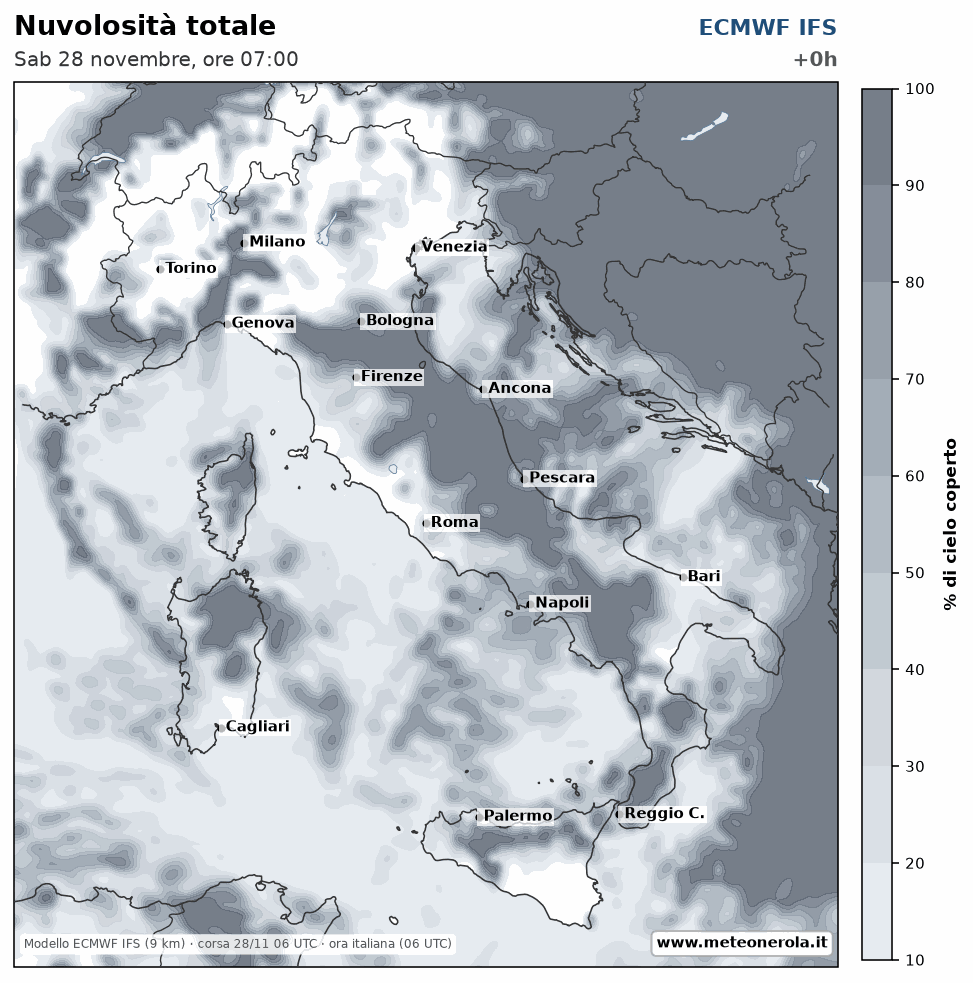 Nuvolosità totale
ECMWF IFS
Sab 28 novembre, ore 07:00
+0h
100
90
80
70
60
50
40
30
20
10
% di cielo coperto
Milano
Venezia
Torino
Genova
Bologna
Firenze
Ancona
Pescara
Roma
Bari
Napoli
Cagliari
Palermo
Reggio C.
Modello ECMWF IFS (9 km) · corsa 28/11 06 UTC · ora italiana (06 UTC)
www.meteonerola.it